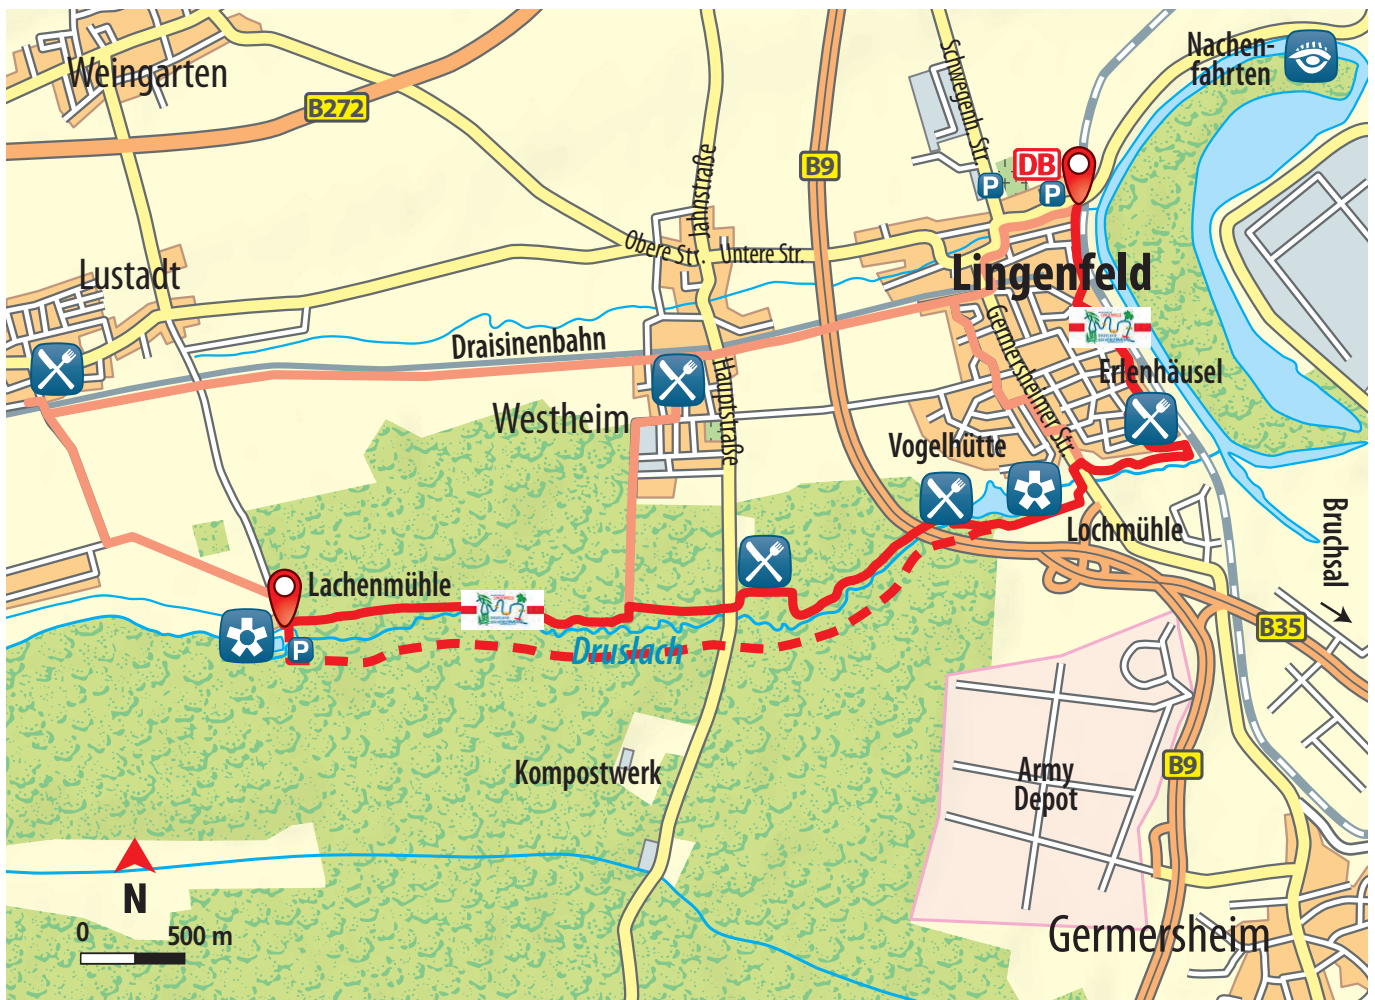 Nachen-
fahrten
Weingarten
B272
Schwegenh. Str.
B9
DB
P
P
Jahnstraße
Obere Str.
Untere Str.
Lustadt
Lingenfeld
Draisinenbahn
Germersheimer Str.
Erlenhäusel
Westheim
Hauptstraße
Vogelhütte
Lochmühle
Bruchsal
Lachenmühle
B35
P
Druslach
Kompostwerk
Army
Depot
B9
N
0
500 m
Germersheim